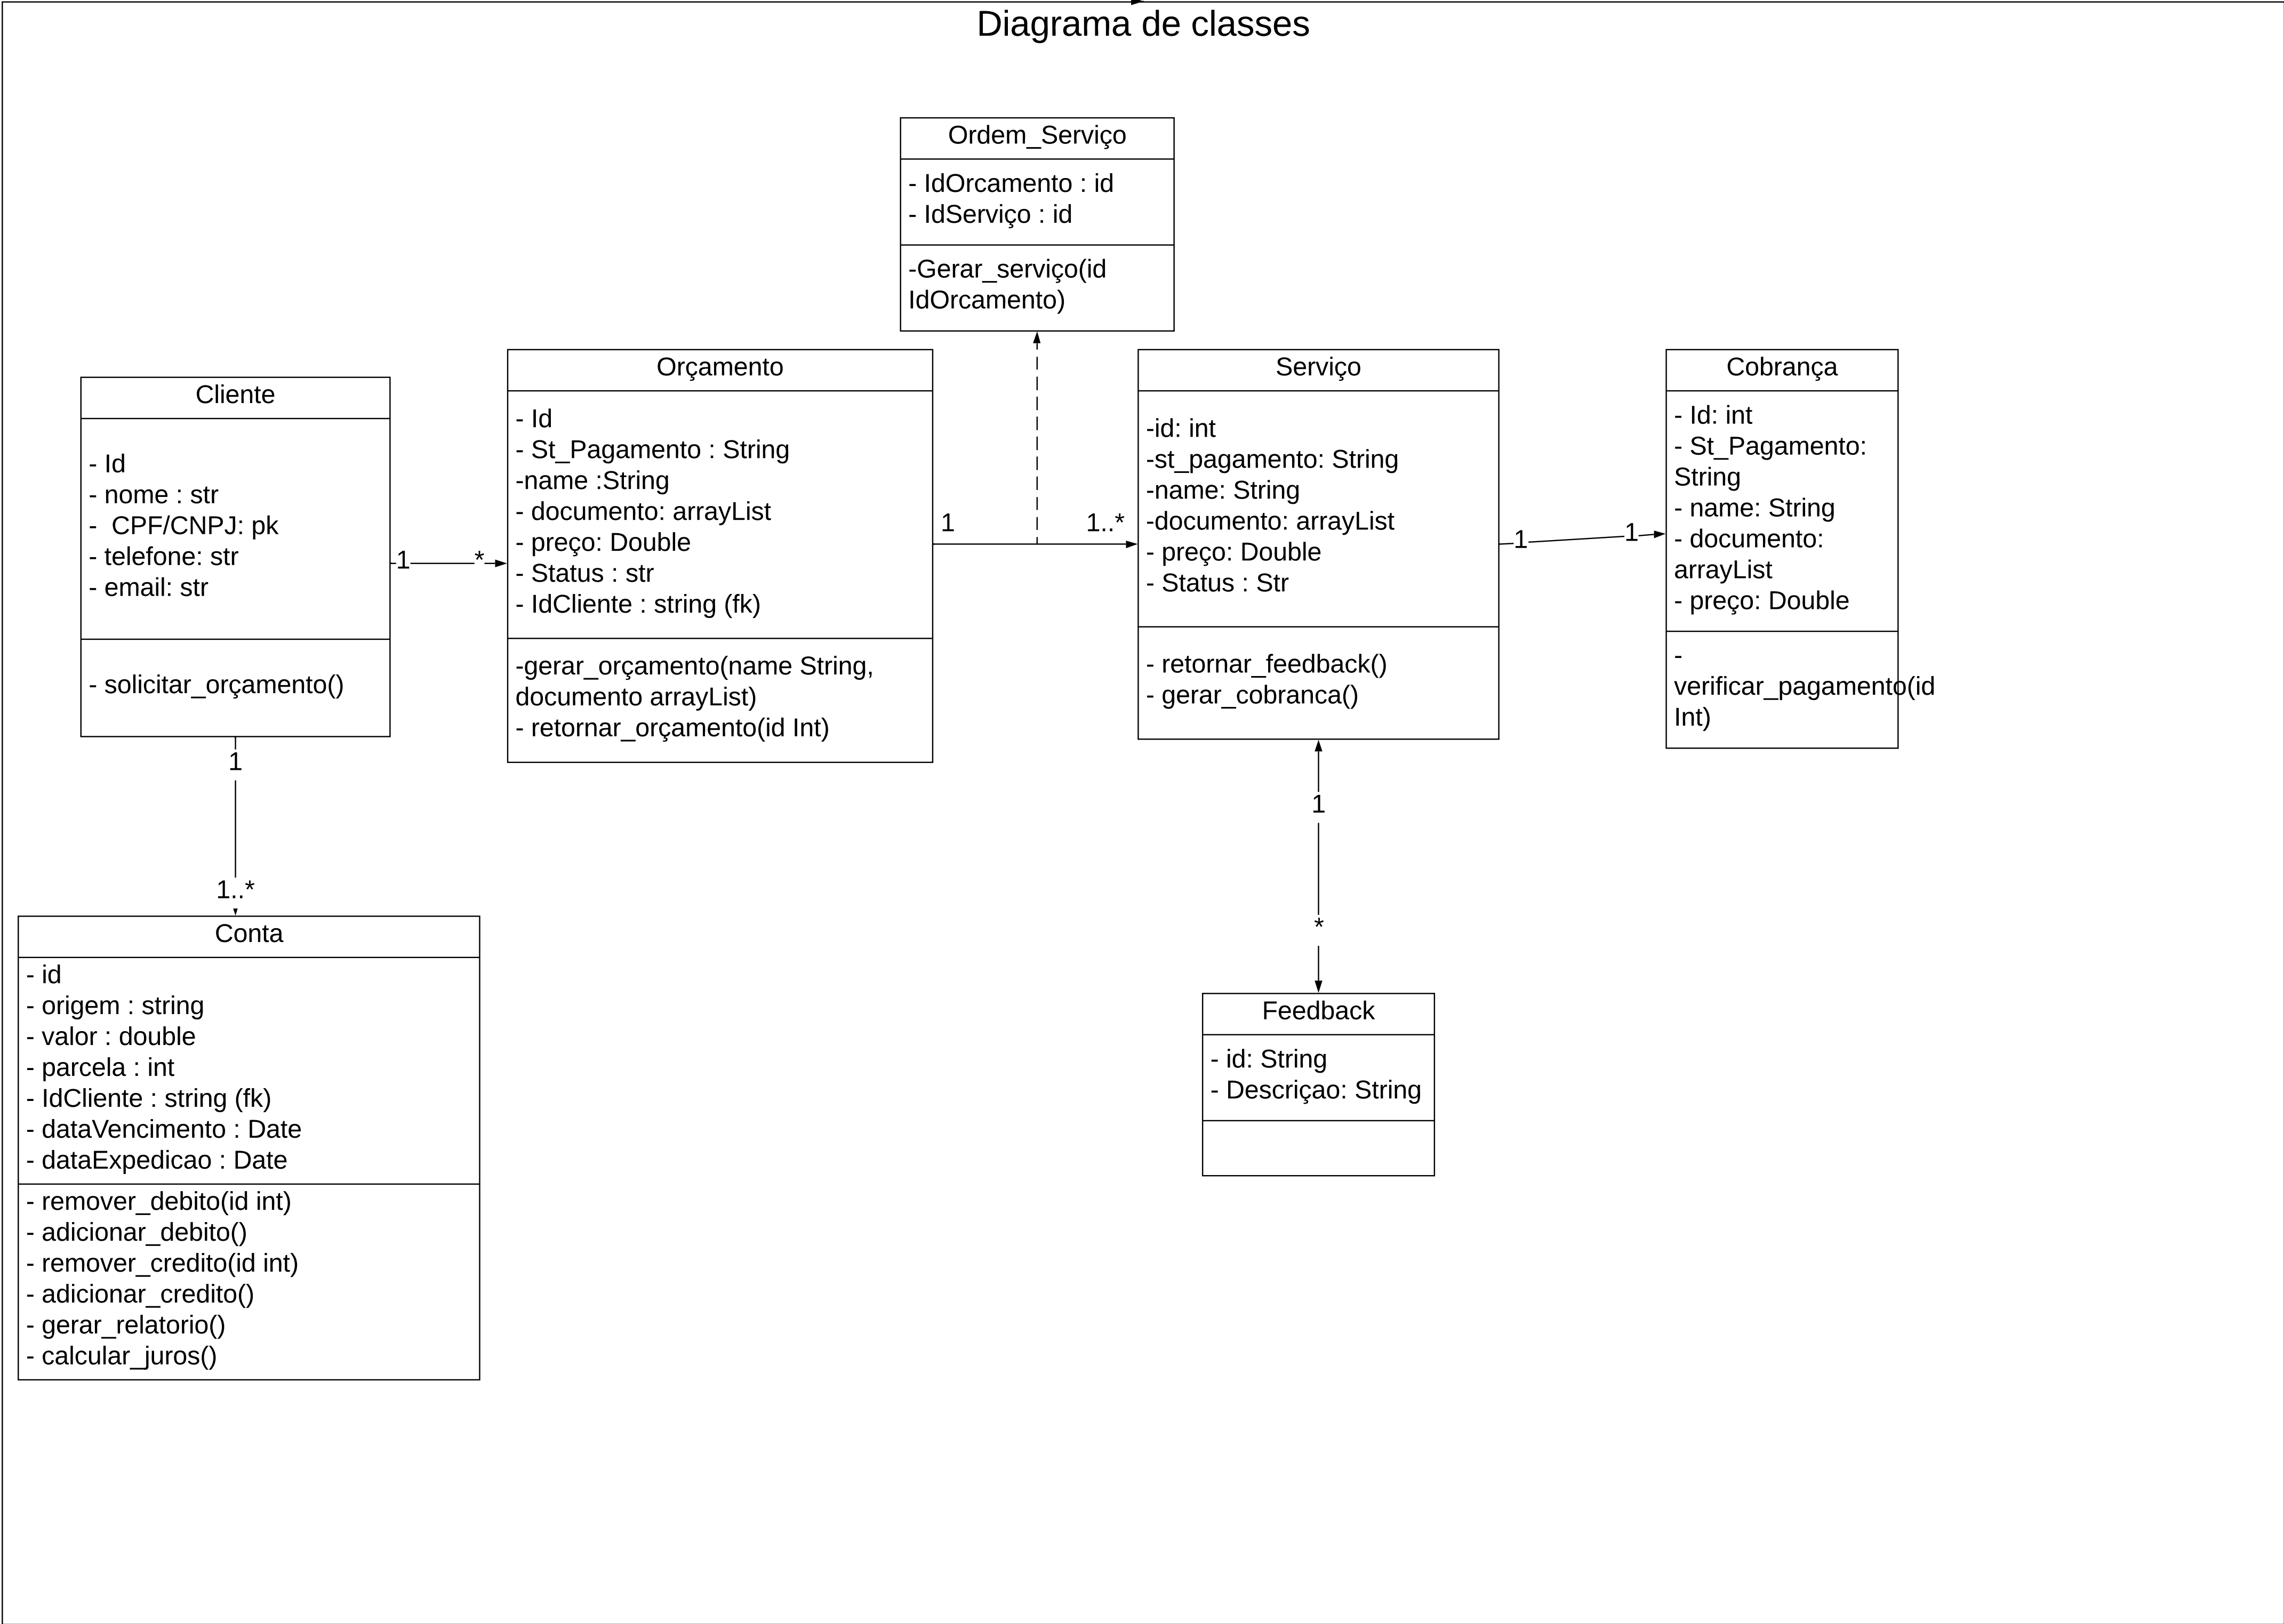 Diagrama de classes
Ordem_Serviço
- IdOrcamento : id
- IdServiço : id
-Gerar_serviço(id
IdOrcamento)
Cliente
- Id
- nome : str
-  CPF/CNPJ: pk
- telefone: str
- email: str
- solicitar_orçamento()
1
*
Orçamento
- Id
- St_Pagamento : String
-name :String
- documento: arrayList
- preço: Double
- Status : str
- IdCliente : string (fk)
-gerar_orçamento(name String,
documento arrayList)
- retornar_orçamento(id Int)
1
1..*
Serviço
-id: int
-st_pagamento: String
-name: String
-documento: arrayList
- preço: Double
- Status : Str
- retornar_feedback()
- gerar_cobranca()
1
1
Cobrança
- Id: int
- St_Pagamento:
String
- name: String
- documento:
arrayList
- preço: Double
-
verificar_pagamento(id
Int)
1
1..*
Conta
- id
- origem : string
- valor : double
- parcela : int
- IdCliente : string (fk)
- dataVencimento : Date
- dataExpedicao : Date
- remover_debito(id int)
- adicionar_debito()
- remover_credito(id int)
- adicionar_credito()
- gerar_relatorio()
- calcular_juros()
1
*
Feedback
- id: String
- Descriçao: String